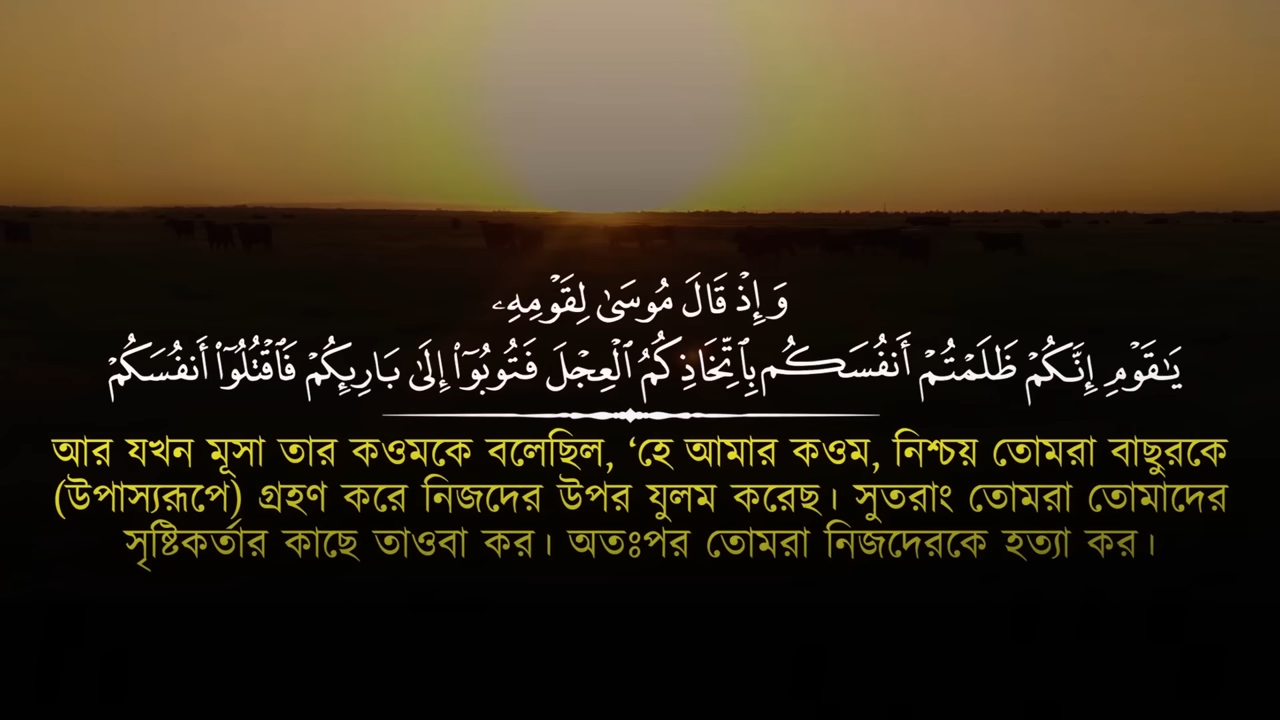 وَإِذْ قَالَ مُوسَىٰ لِقَوْمِهِۦ
يَـٰقَوْمِ إِنَّكُمْ ظَلَمْتُمْ أَنفُسَكُم بِٱتِّخَاذِكُمُ ٱلْعِجْلَ فَتُوبُوٓا۟ إِلَىٰ بَارِئِكُمْ فَٱقْتُلُوٓا۟ أَنفُسَكُمْ
আর যখন মূসা তার কওমকে বলেছিল, ‘হে আমার কওম, নিশ্চয় তোমরা বাছুরকে
(উপাস্যরূপে) গ্রহণ করে নিজদের উপর যুলম করেছ। সুতরাং তোমরা তোমাদের
সৃষ্টিকর্তার কাছে তাওবা কর। অতঃপর তোমরা নিজদেরকে হত্যা কর।